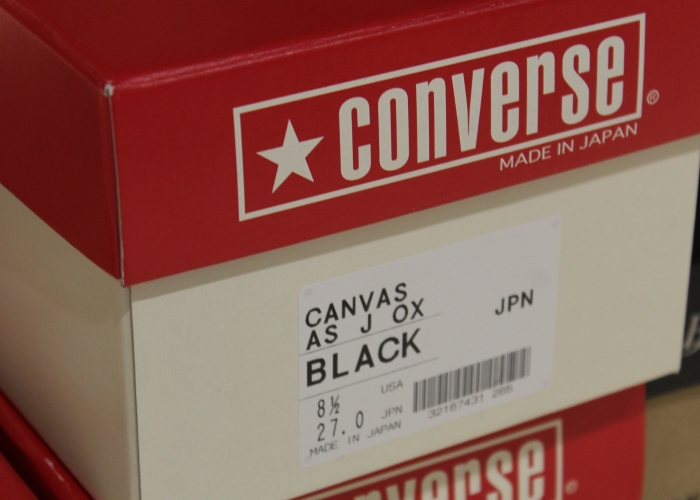 converse®
MADE IN JAPAN
CANVAS
AS J OX JPN
BLACK
8½ USA
27.0 JPN
MADE IN JAPAN
32167431 265
converse®